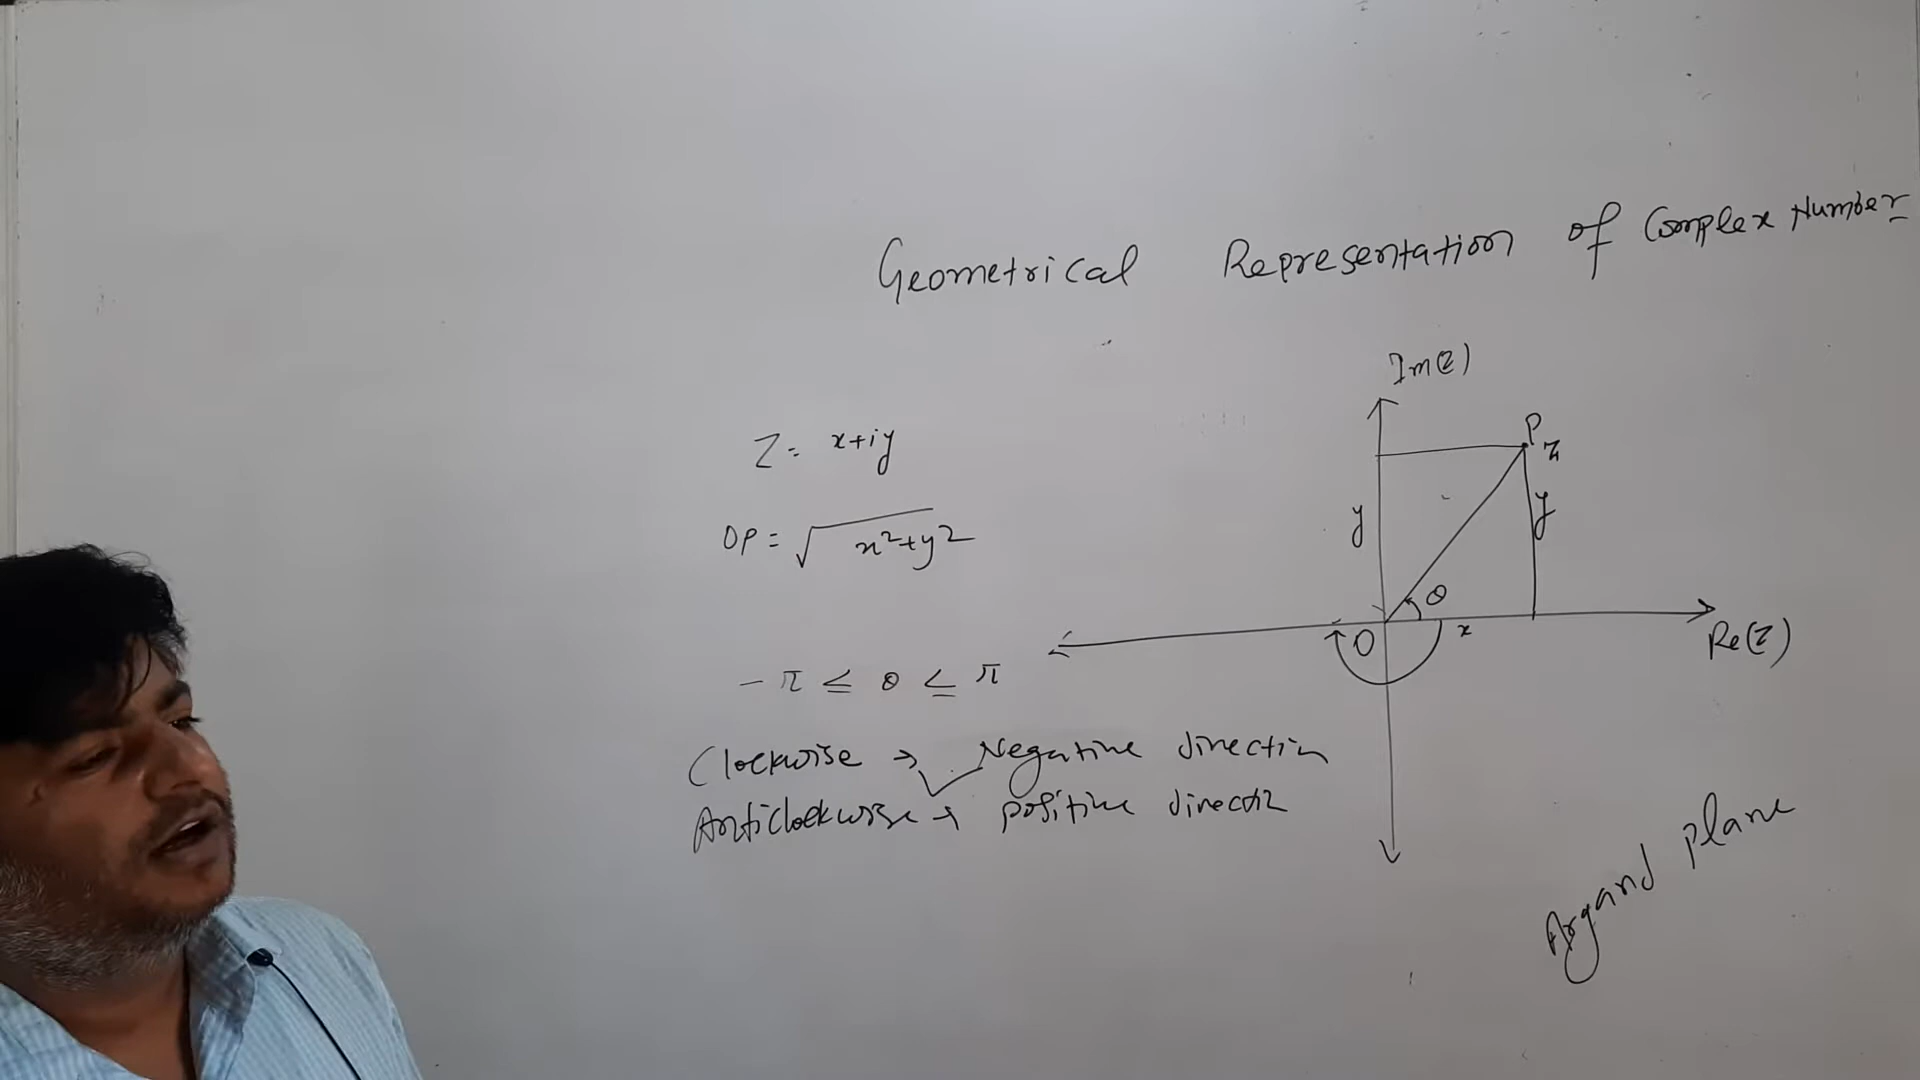 Geometrical Representation of Complex Number
Im(z)
Z = x+iy
P
z
y
y
OP = √x²+y²
θ
O
x
Re(Z)
- π ≤ θ ≤ π
Clockwise → Negative direction
Anticlockwise → positive direction
Argand plane